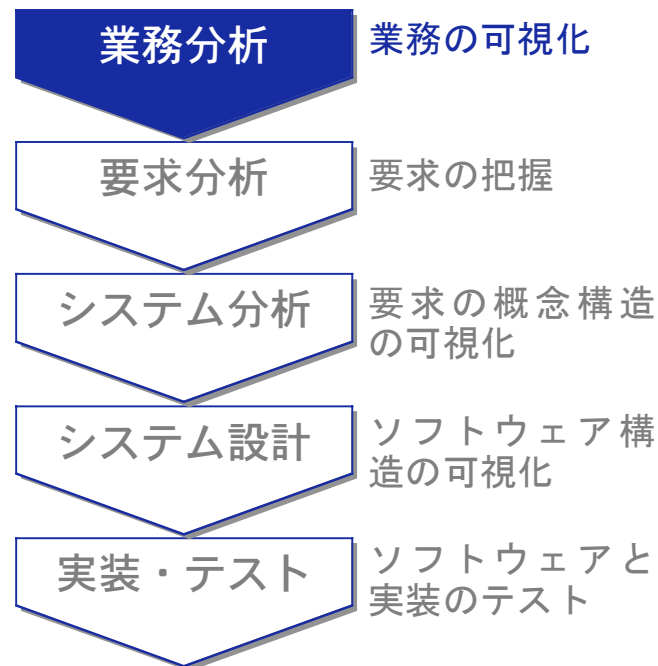 業務分析
業務の可視化
要求分析
要求の把握
システム分析
要求の概念構造
の可視化
システム設計
ソフトウェア構
造の可視化
実装・テスト
ソフトウェアと
実装のテスト